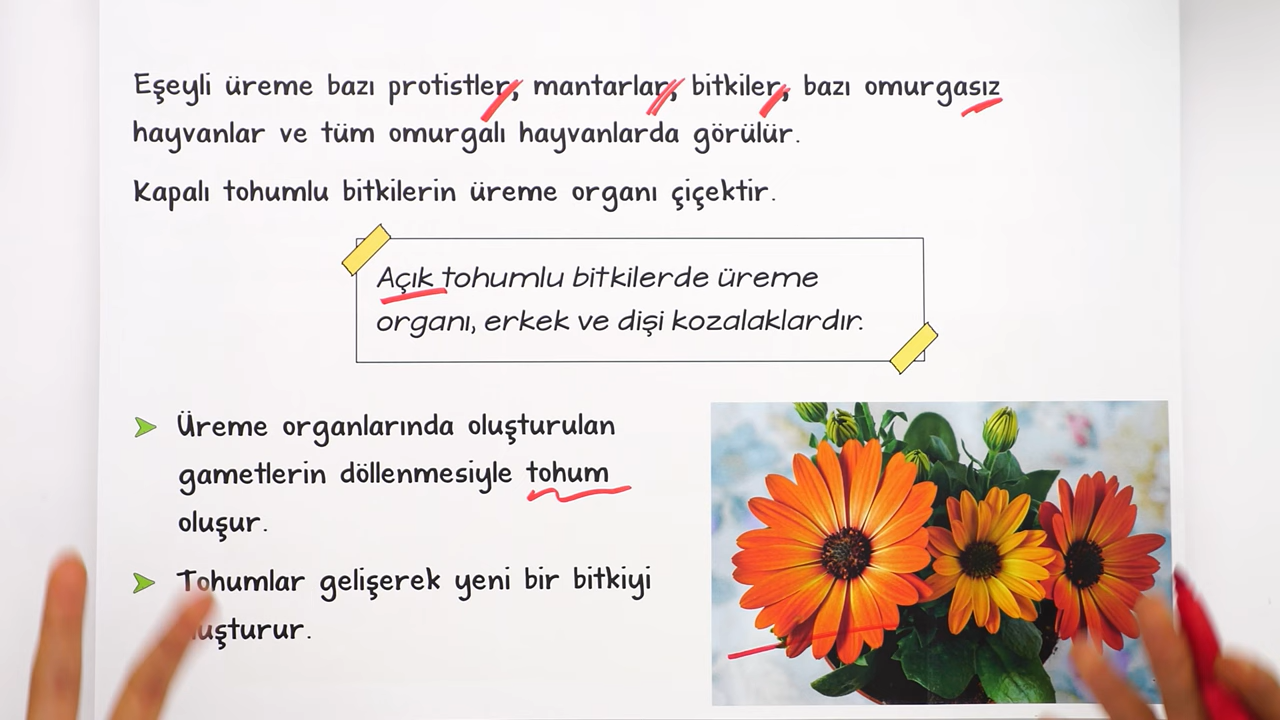 Eşeyli üreme bazı protistler, mantarlar, bitkiler, bazı omurgasız
hayvanlar ve tüm omurgalı hayvanlarda görülür.
Kapalı tohumlu bitkilerin üreme organı çiçektir.
Açık tohumlu bitkilerde üreme
organı, erkek ve dişi kozalaklardır.
Üreme organlarında oluşturulan
gametlerin döllenmesiyle tohum
oluşur.
Tohumlar gelişerek yeni bir bitkiyi